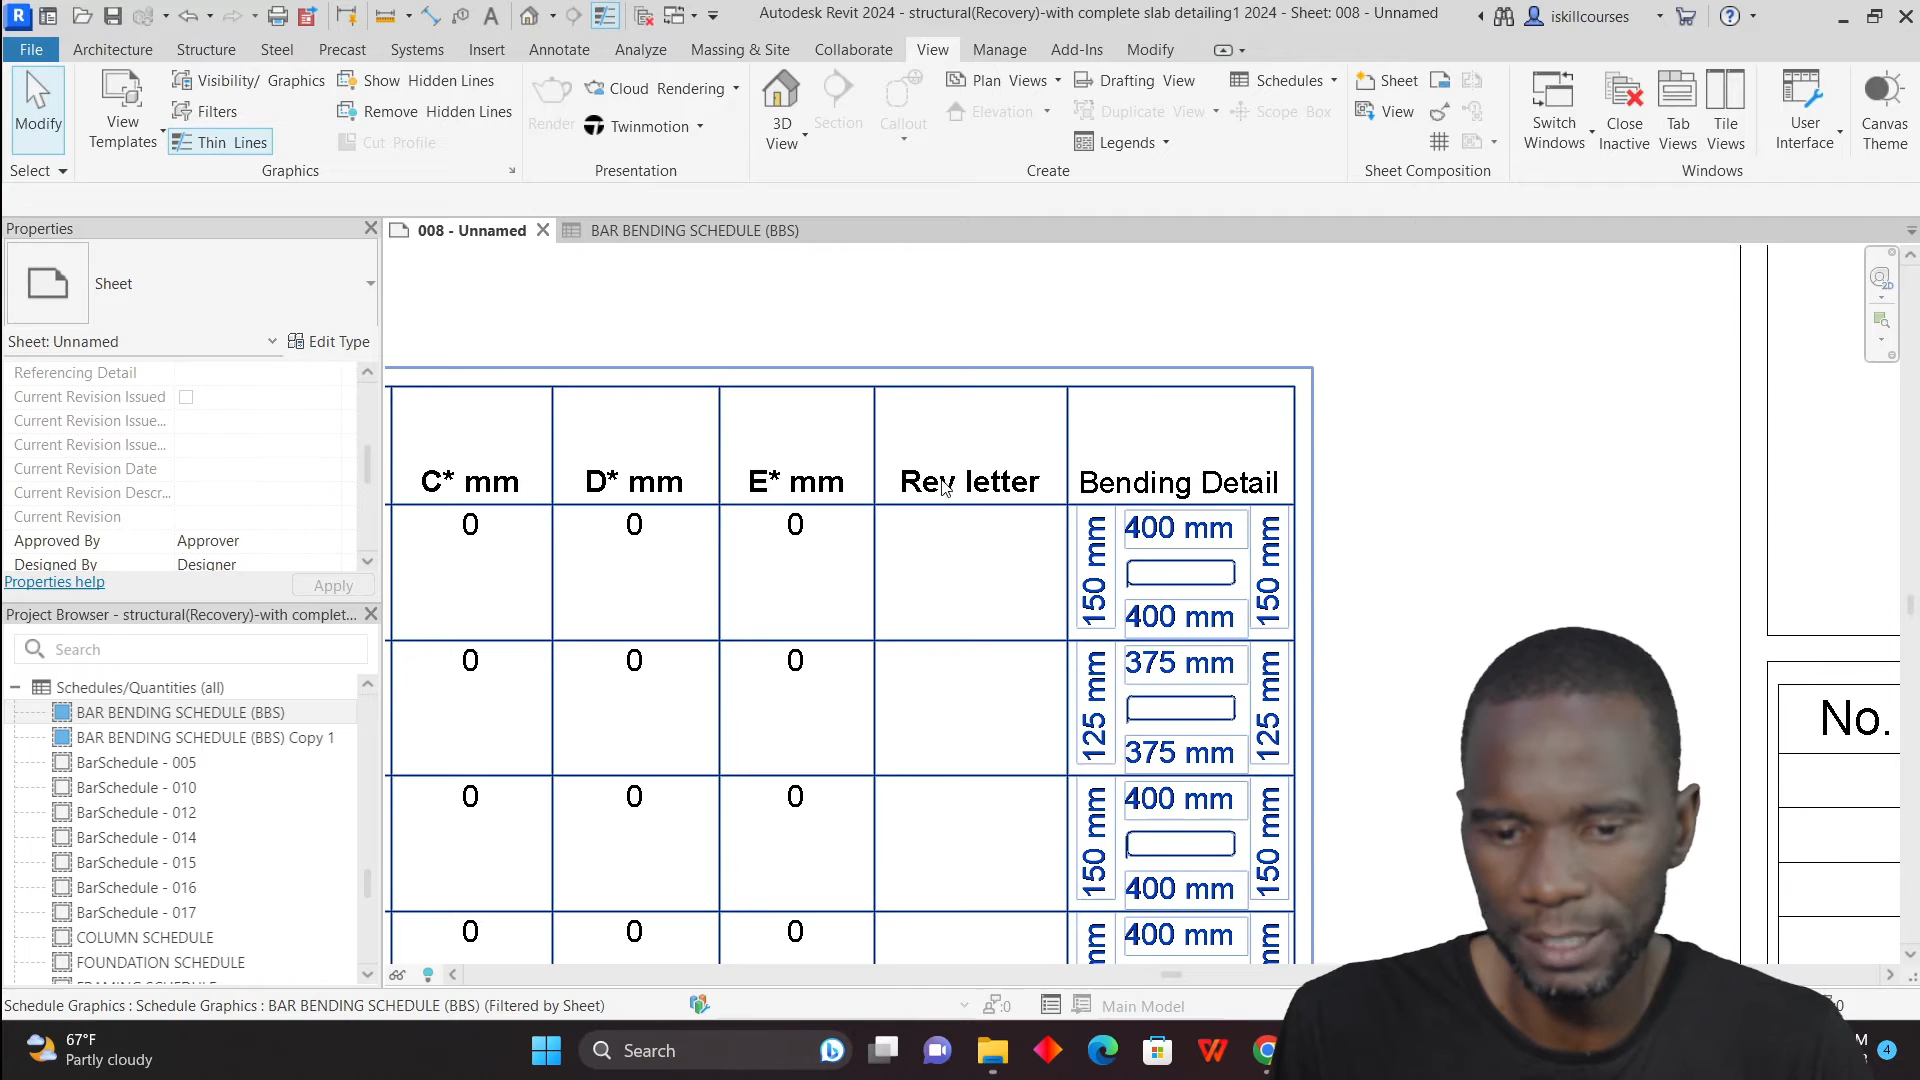 Autodesk Revit 2024 - structural(Recovery)-with complete slab detailing1 2024 - Sheet: 008 - Unnamed
iskillcourses
File Architecture Structure Steel Precast Systems Insert Annotate Analyze Massing & Site Collaborate View Manage Add-Ins Modify
Modify
View Templates
Visibility/ Graphics
Filters
Thin Lines
Show Hidden Lines
Remove Hidden Lines
Cut Profile
Render
Cloud Rendering
Twinmotion
3D View
Section
Callout
Plan Views
Elevation
Drafting View
Duplicate View
Legends
Schedules
Scope Box
Sheet
View
Switch Windows
Close Inactive
Tab Views
Tile Views
User Interface
Canvas Theme
Select
Graphics
Presentation
Create
Sheet Composition
Windows
Properties
008 - Unnamed
BAR BENDING SCHEDULE (BBS)
Sheet
Sheet: Unnamed
Edit Type
Referencing Detail
Current Revision Issued
Current Revision Issue...
Current Revision Issue...
Current Revision Date
Current Revision Descr...
Current Revision
Approved By Approver
Designed By Designer
Properties help
Apply
Project Browser - structural(Recovery)-with complet...
Search
Schedules/Quantities (all)
BAR BENDING SCHEDULE (BBS)
BAR BENDING SCHEDULE (BBS) Copy 1
BarSchedule - 005
BarSchedule - 010
BarSchedule - 012
BarSchedule - 014
BarSchedule - 015
BarSchedule - 016
BarSchedule - 017
COLUMN SCHEDULE
FOUNDATION SCHEDULE
C* mm D* mm E* mm Rev letter Bending Detail
0 0 0
150 mm 400 mm 400 mm 150 mm
0 0 0
125 mm 375 mm 375 mm 125 mm
0 0 0
150 mm 400 mm 400 mm 150 mm
0 0 0
mm 400 mm mm
No.
2D
Schedule Graphics : Schedule Graphics : BAR BENDING SCHEDULE (BBS) (Filtered by Sheet)
:0
Main Model
67°F
Partly cloudy
Search
4